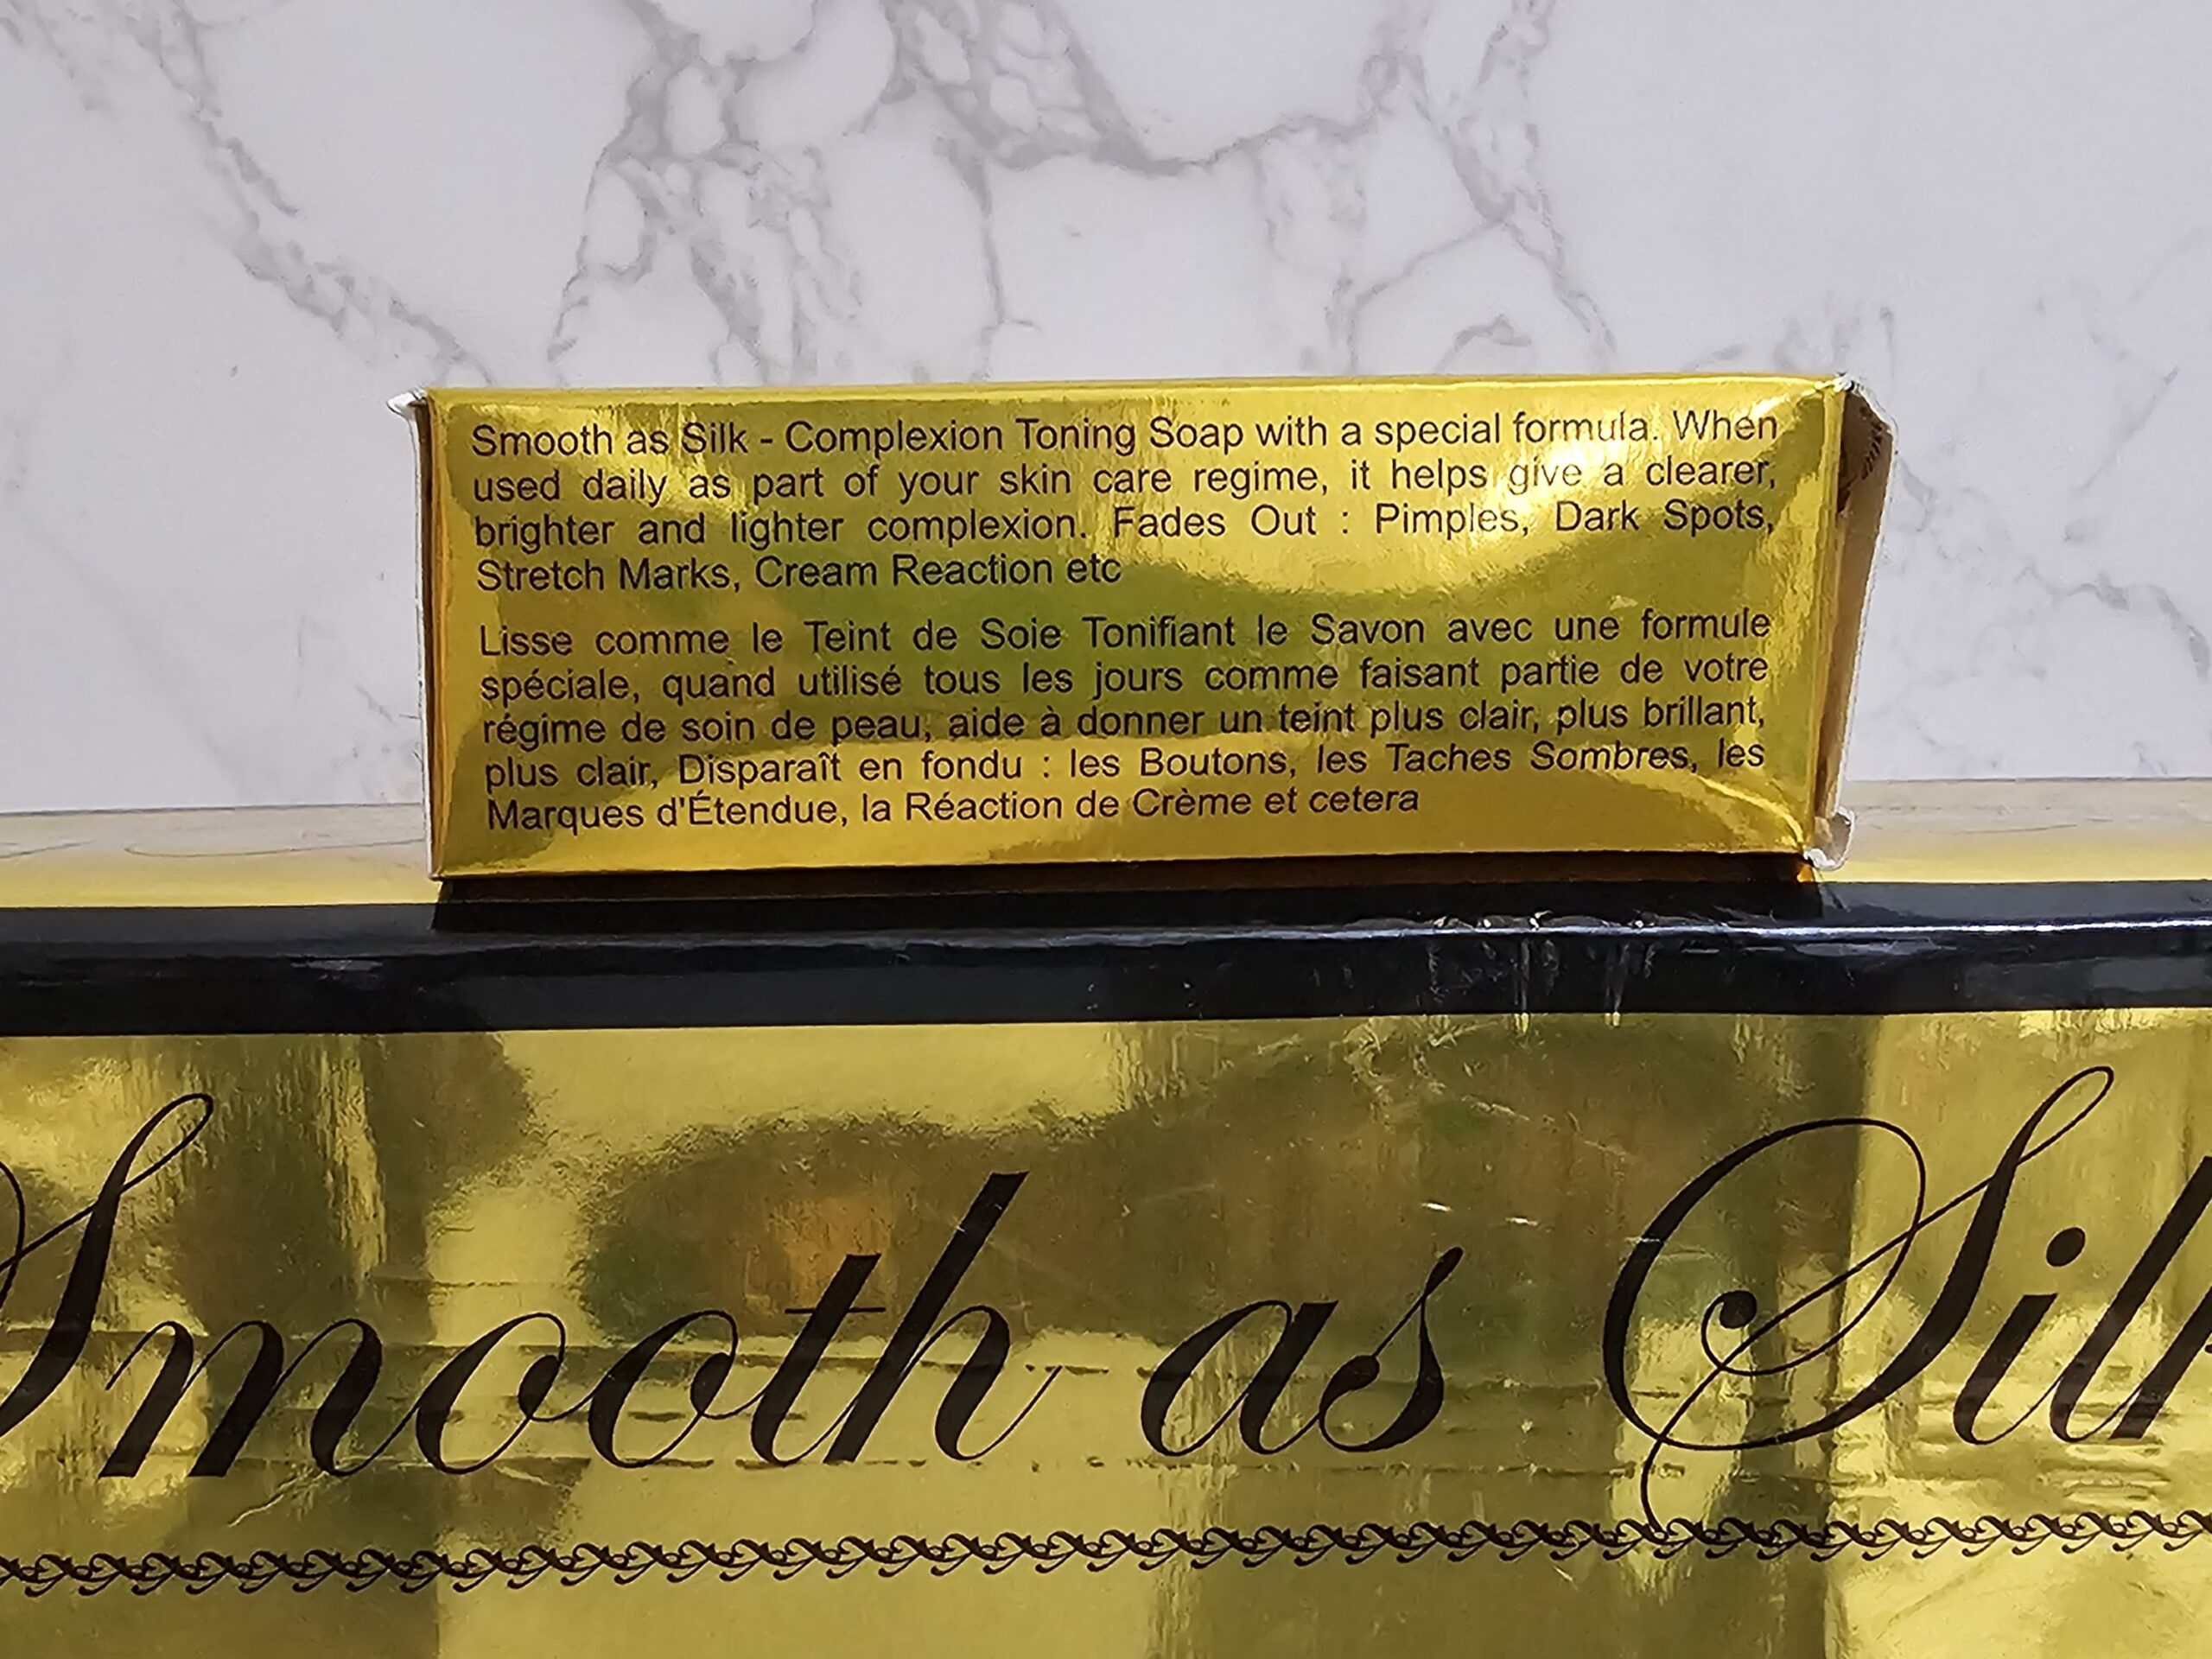 Smooth as Silk - Complexion Toning Soap with a special formula. When
used daily as part of your skin care regime, it helps give a clearer,
brighter and lighter complexion. Fades Out : Pimples, Dark Spots,
Stretch Marks, Cream Reaction etc
Lisse comme le Teint de Soie Tonifiant le Savon avec une formule
spéciale, quand utilisé tous les jours comme faisant partie de votre
régime de soin de peau, aide à donner un teint plus clair, plus brillant,
plus clair, Disparaît en fondu : les Boutons, les Taches Sombres, les
Marques d'Étendue, la Réaction de Crème et cetera
Smooth as Silk